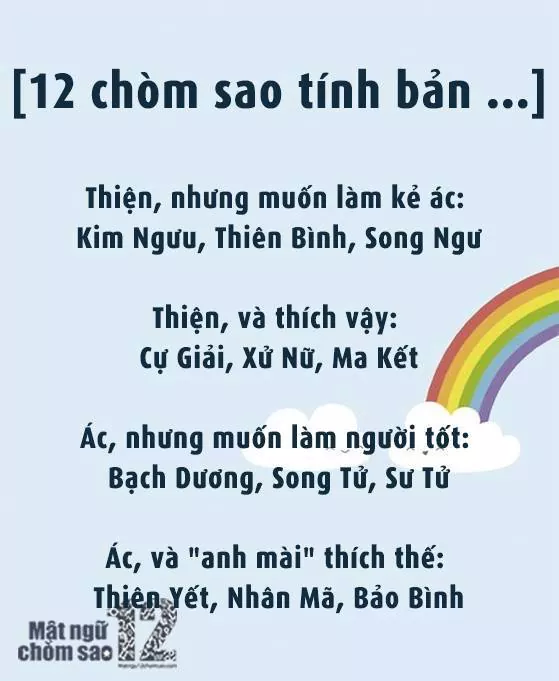 [12 chòm sao tính bản ...]
Thiện, nhưng muốn làm kẻ ác:
Kim Ngưu, Thiên Bình, Song Ngư
Thiện, và thích vậy:
Cự Giải, Xử Nữ, Ma Kết
Ác, nhưng muốn làm người tốt:
Bạch Dương, Song Tử, Sư Tử
Ác, và "anh mài" thích thế:
Thiên Yết, Nhân Mã, Bảo Bình
Mật ngữ
chòm sao 12